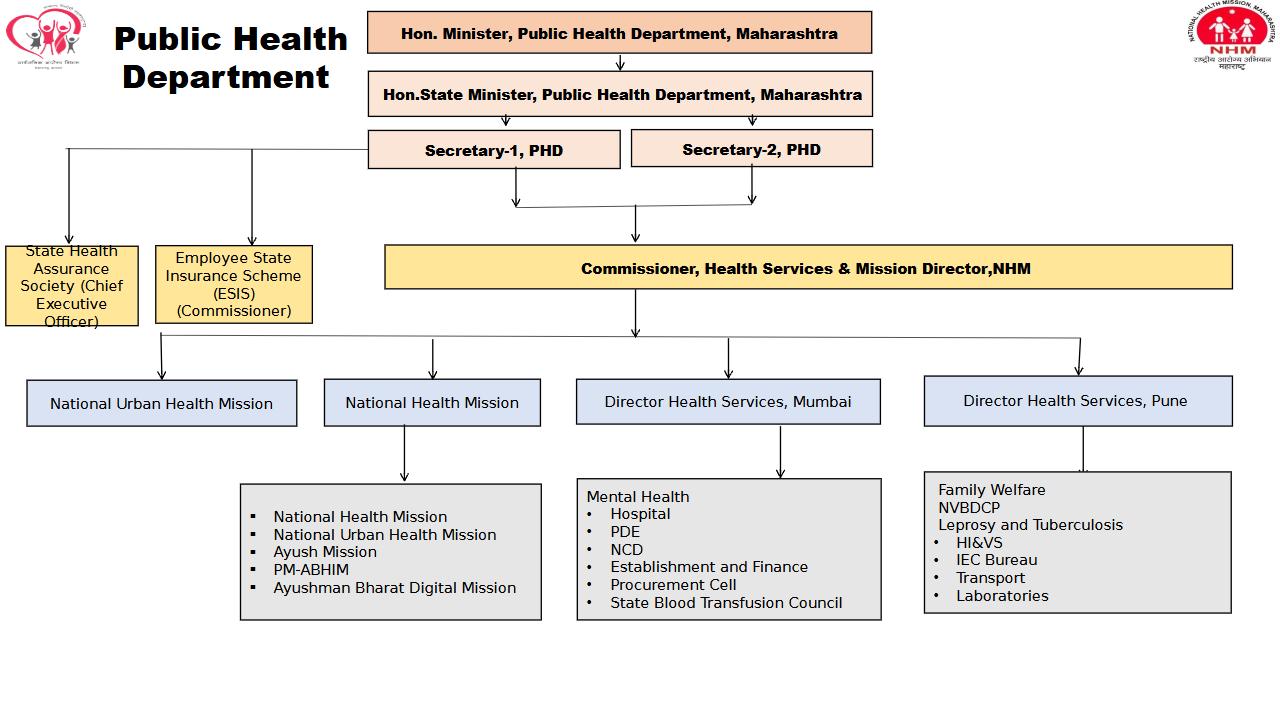 Public Health
Department
Hon. Minister, Public Health Department, Maharashtra
Hon.State Minister, Public Health Department, Maharashtra
Secretary-1, PHD
Secretary-2, PHD
NATIONAL HEALTH MISSION, MAHARASHTRA
NHM
राष्ट्रीय आरोग्य अभियान
महाराष्ट्र
State Health
Assurance
Society (Chief
Executive
Officer)
Employee State
Insurance Scheme
(ESIS)
(Commissioner)
Commissioner, Health Services & Mission Director,NHM
National Urban Health Mission
National Health Mission
Director Health Services, Mumbai
Director Health Services, Pune
▪ National Health Mission
▪ National Urban Health Mission
▪ Ayush Mission
▪ PM-ABHIM
▪ Ayushman Bharat Digital Mission
Mental Health
• Hospital
• PDE
• NCD
• Establishment and Finance
• Procurement Cell
• State Blood Transfusion Council
Family Welfare
NVBDCP
Leprosy and Tuberculosis
• HI&VS
• IEC Bureau
• Transport
• Laboratories